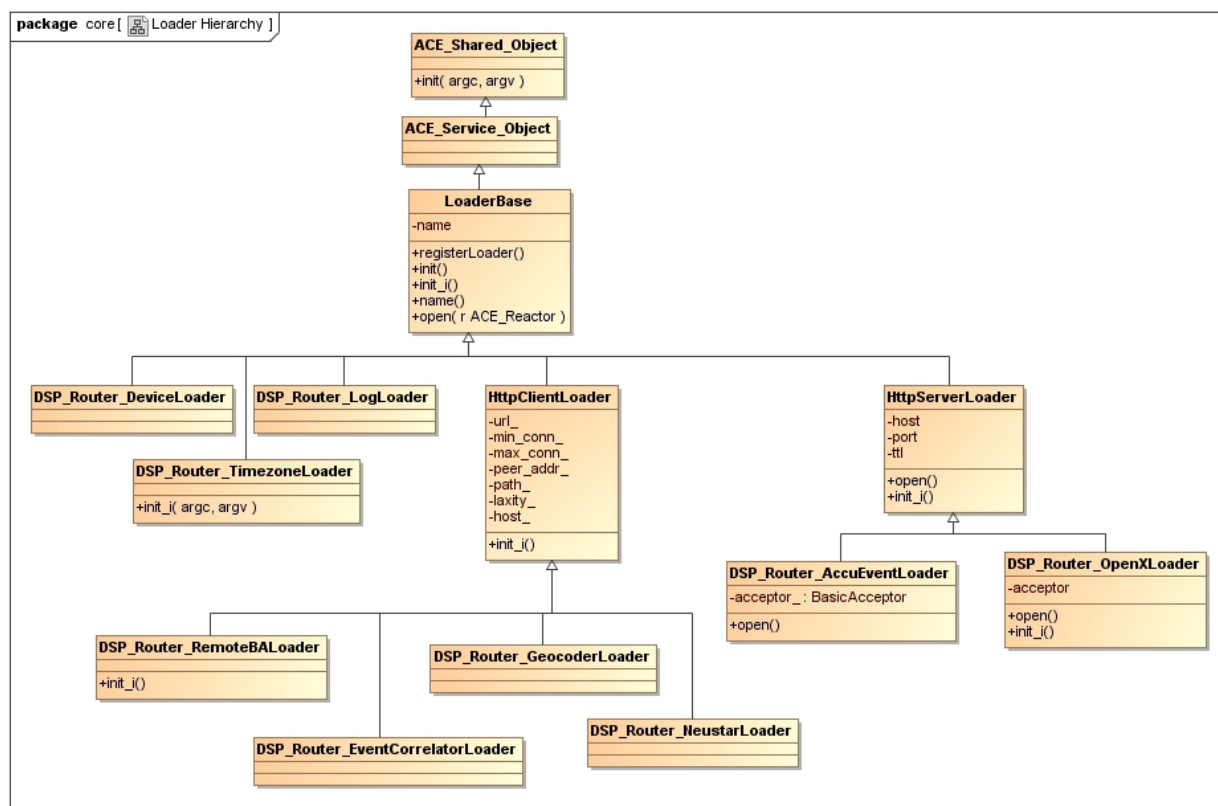 package core[ Loader Hierarchy ]
ACE_Shared_Object
+init( argc, argv )
ACE_Service_Object
LoaderBase
-name
+registerLoader()
+init()
+init_i()
+name()
+open( r ACE_Reactor )
DSP_Router_DeviceLoader
DSP_Router_LogLoader
DSP_Router_TimezoneLoader
+init_i( argc, argv )
HttpClientLoader
-url_
-min_conn_
-max_conn_
-peer_addr_
-path_
-laxity_
-host_
+init_i()
HttpServerLoader
-host
-port
-ttl
+open()
+init_i()
DSP_Router_AccuEventLoader
-acceptor_ : BasicAcceptor
+open()
DSP_Router_OpenXLoader
-acceptor
+open()
+init_i()
DSP_Router_RemoteBALoader
+init_i()
DSP_Router_GeocoderLoader
DSP_Router_EventCorrelatorLoader
DSP_Router_NeustarLoader